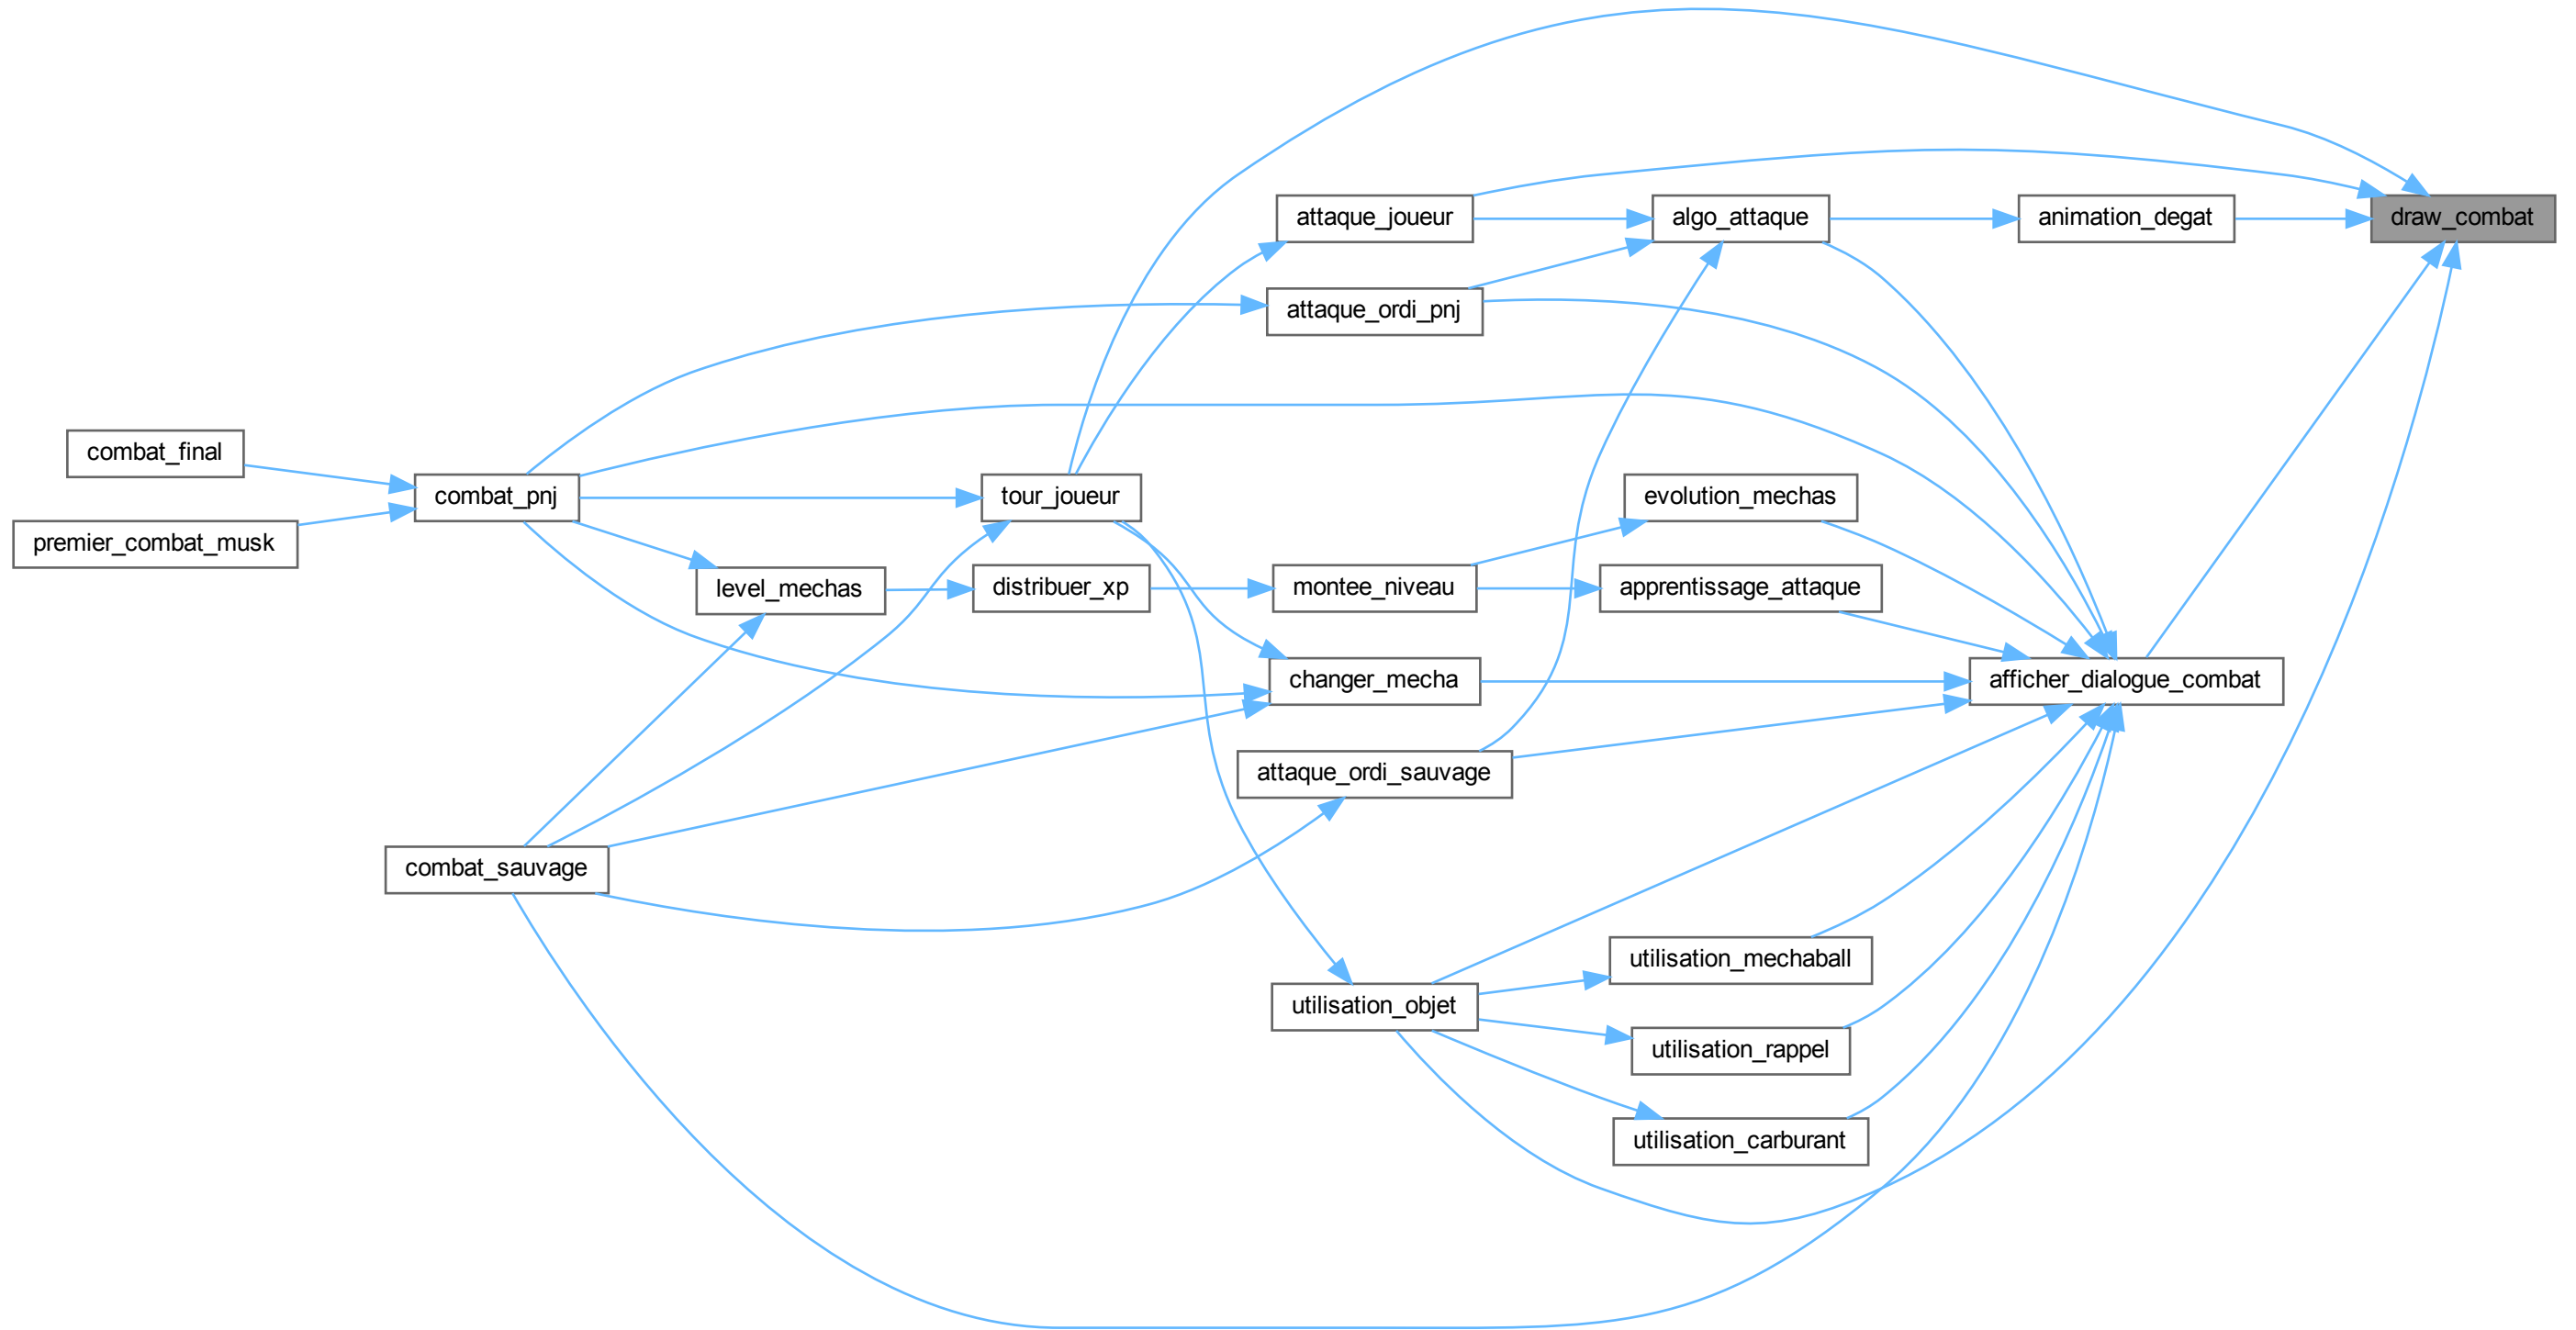 attaque_joueur
algo_attaque
animation_degat
draw_combat
attaque_ordi_pnj
combat_final
combat_pnj
tour_joueur
evolution_mechas
premier_combat_musk
level_mechas
distribuer_xp
montee_niveau
apprentissage_attaque
changer_mecha
afficher_dialogue_combat
attaque_ordi_sauvage
combat_sauvage
utilisation_mechaball
utilisation_objet
utilisation_rappel
utilisation_carburant